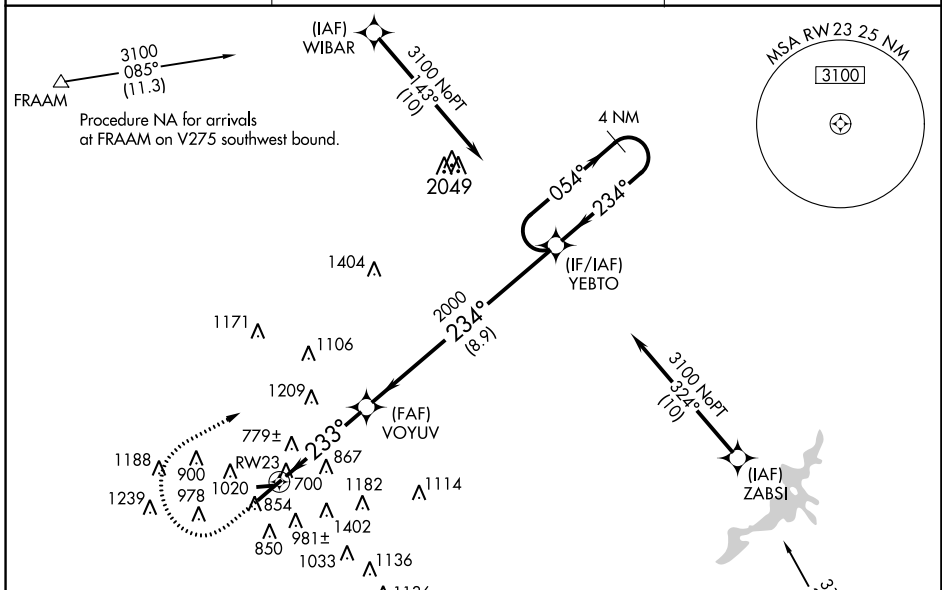 (IAF)
WIBAR
3100
085°
(11.3)
FRAAM
Procedure NA for arrivals
at FRAAM on V275 southwest bound.
3100 NoPT
143°
(10)
2049
4 NM
054°
234°
MSA RW 23 25 NM
3100
(IF/IAF)
YEBTO
1404
2000
234°
(8.9)
1171
1106
1209
(FAF)
VOYUV
3100 NoPT
324°
(10)
233°
779±
1188
900
RW23
867
1020
700
1239
978
854
1182
1114
(IAF)
ZABSI
850
981±
1402
1033
1136